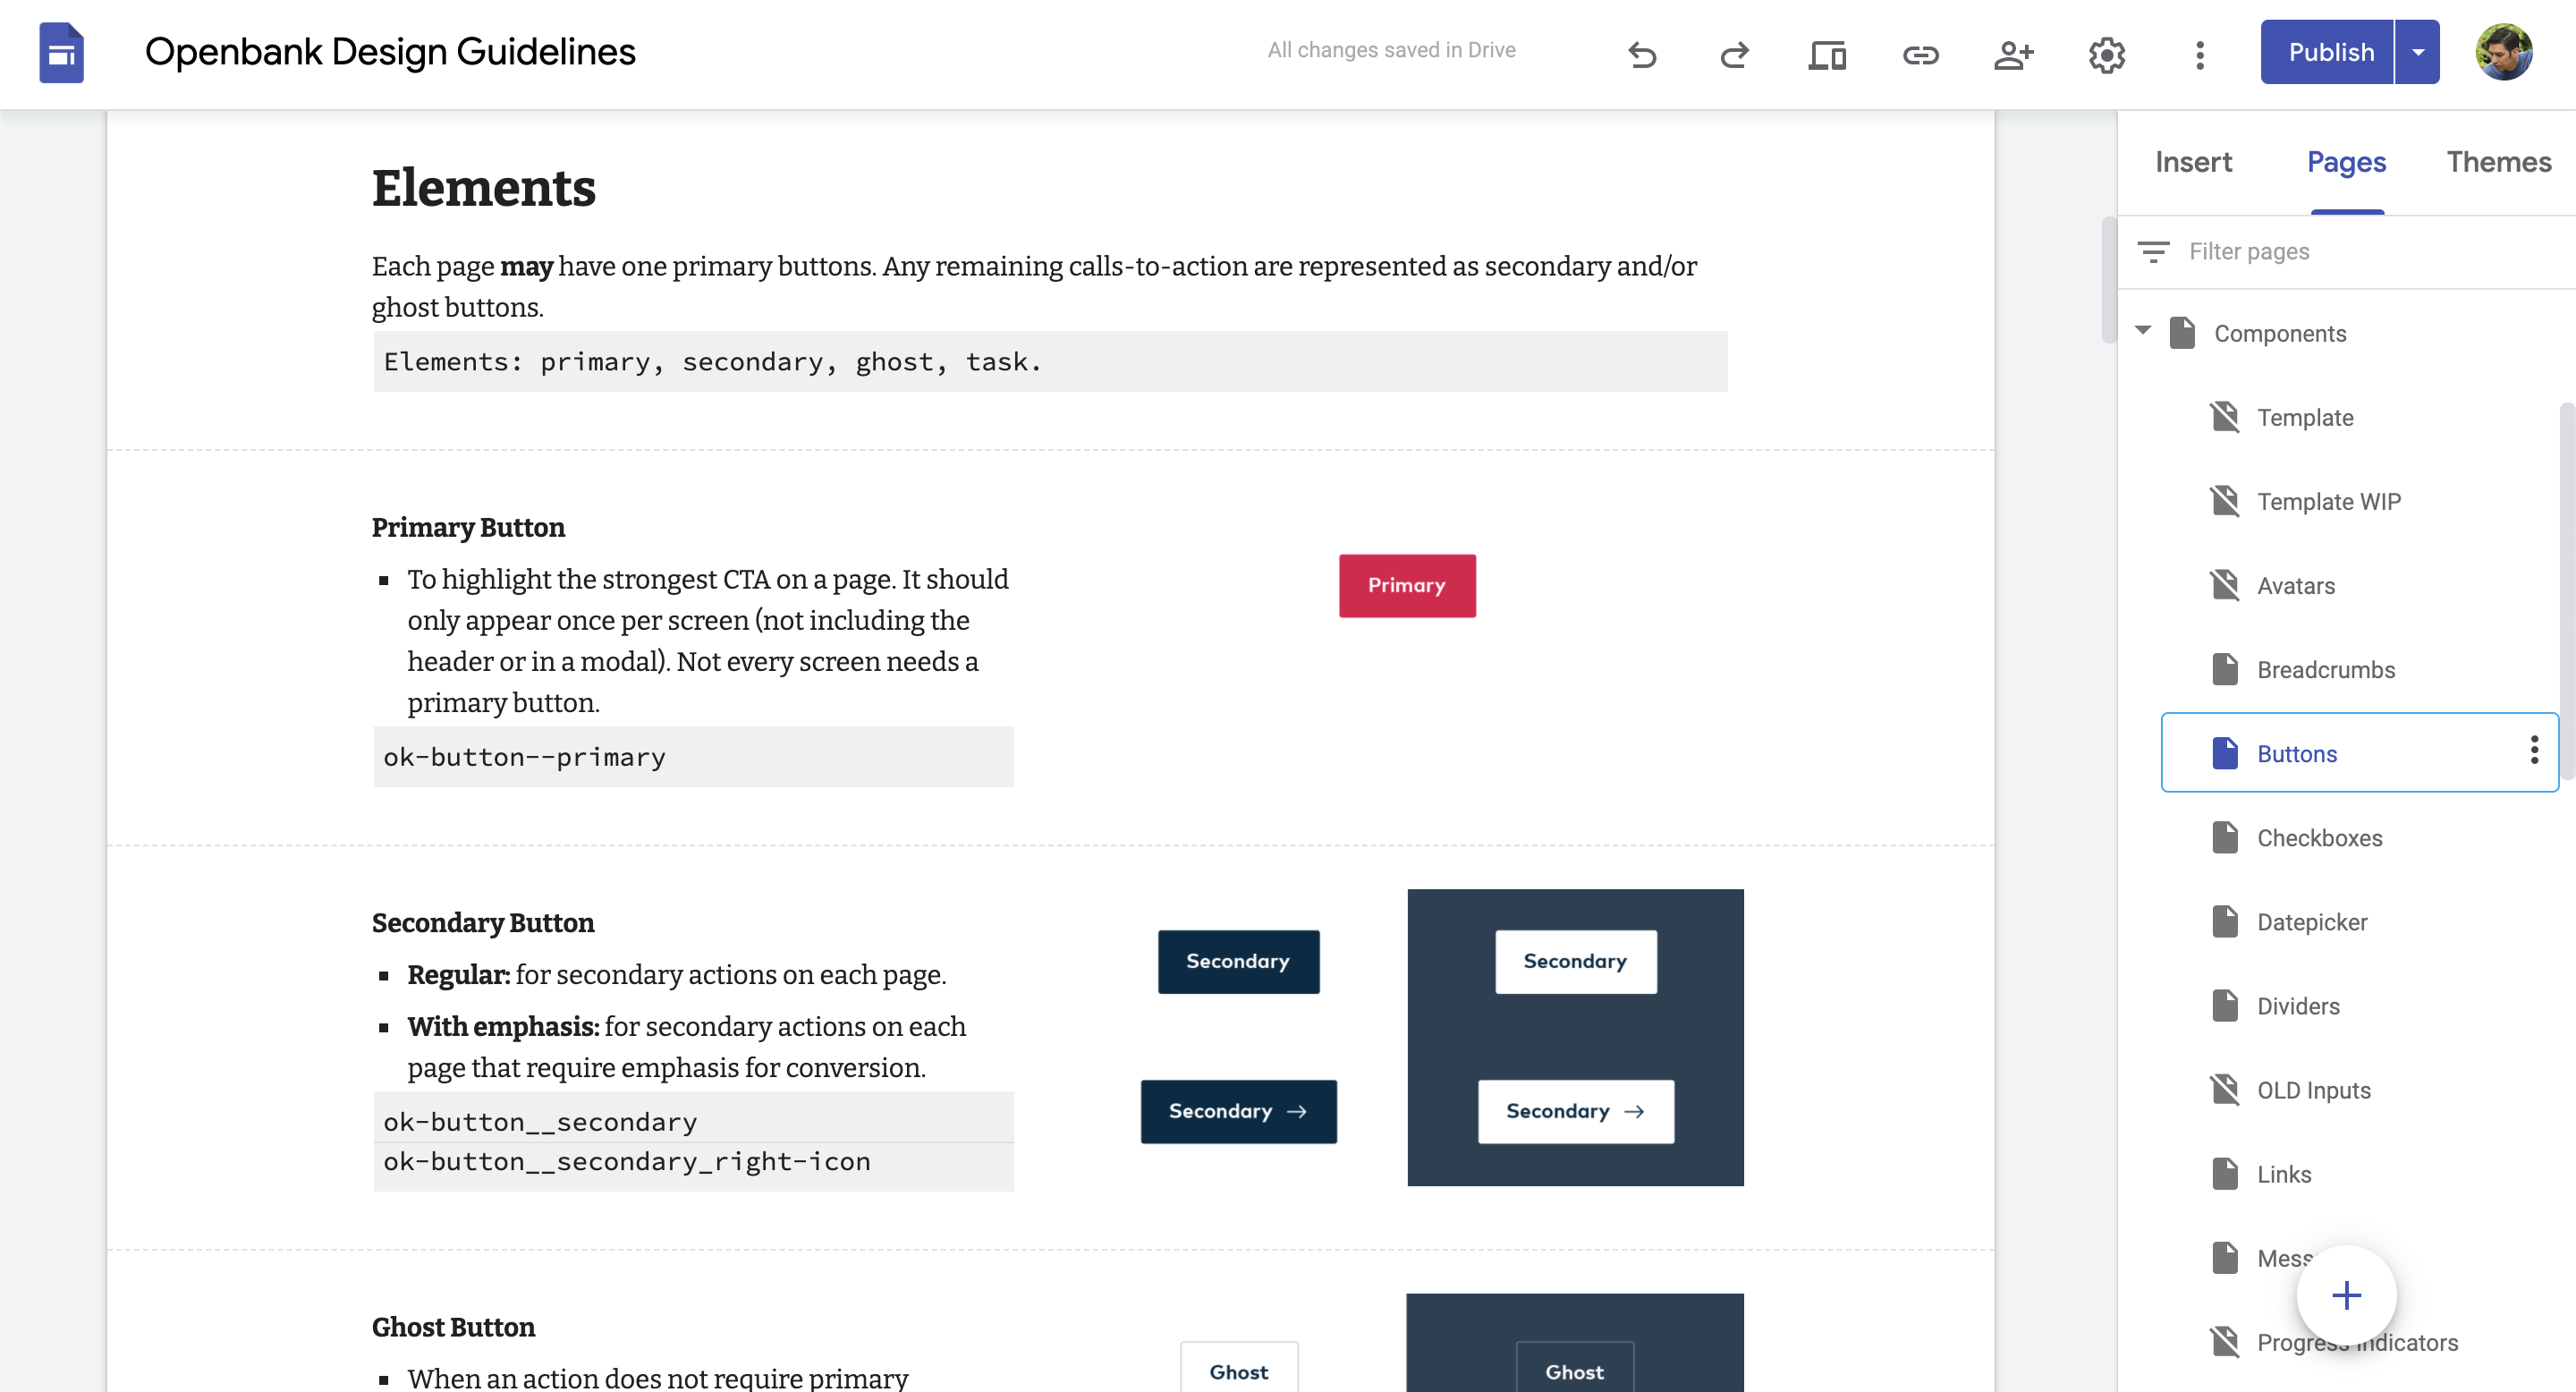 Openbank Design Guidelines
All changes saved in Drive
Publish
Elements
Each page may have one primary buttons. Any remaining calls-to-action are represented as secondary and/or
ghost buttons.
Elements: primary, secondary, ghost, task.
Primary Button
To highlight the strongest CTA on a page. It should
only appear once per screen (not including the
header or in a modal). Not every screen needs a
primary button.
ok-button--primary
Primary
Secondary Button
Regular: for secondary actions on each page.
With emphasis: for secondary actions on each
page that require emphasis for conversion.
ok-button__secondary
ok-button__secondary_right-icon
Secondary
Secondary
Secondary →
Secondary →
Ghost Button
When an action does not require primary
Ghost
Ghost
Insert
Pages
Themes
Filter pages
Components
Template
Template WIP
Avatars
Breadcrumbs
Buttons
Checkboxes
Datepicker
Dividers
OLD Inputs
Links
Mess
Progress Indicators